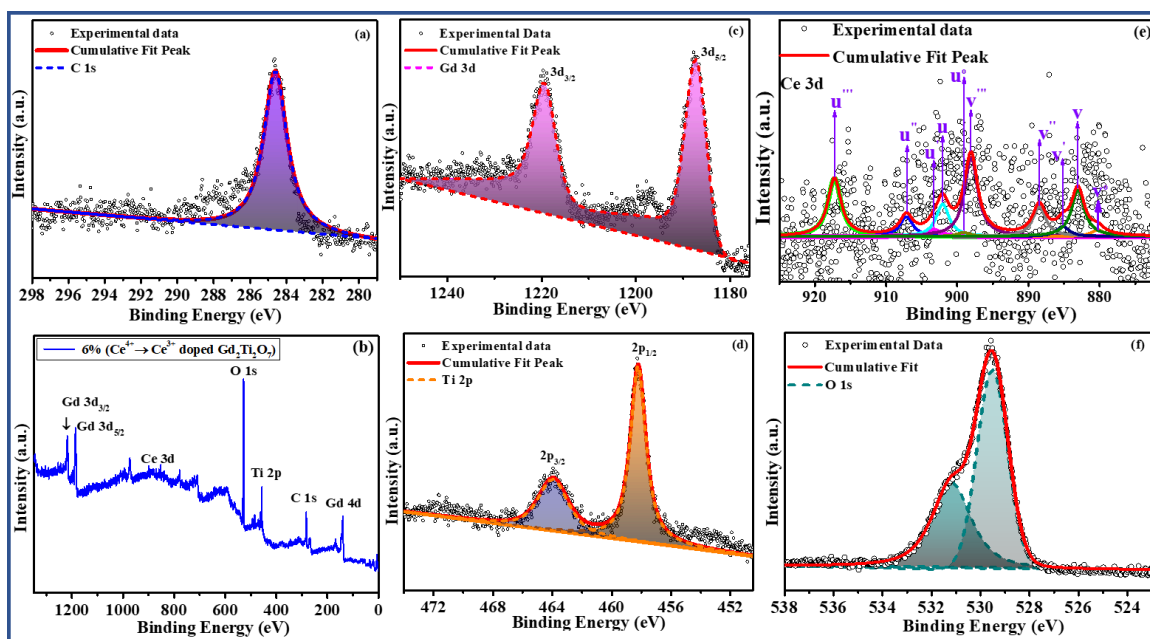 Experimental data
(a)
Cumulative Fit Peak
C 1s
Intensity (a.u.)
298 296 294 292 290 288 286 284 282 280
Binding Energy (eV)
Experimental data
(c)
Cumulative Fit Peak
Gd 3d
3d3/2
3d5/2
Intensity (a.u.)
1240 1220 1200 1180
Binding Energy (eV)
Experimental data
(e)
Cumulative Fit Peak
Ce 3d
u'''
u''
u'
u
u°
v'''
v''
v'
v
v°
Intensity (a.u.)
920 910 900 890 880
Binding Energy (eV)
6% (Ce4+ → Ce3+ doped Gd2Ti2O7)
(b)
O 1s
Gd 3d3/2
↓
Gd 3d5/2
Ce 3d
Ti 2p
C 1s
Gd 4d
Intensity (a.u.)
1200 1000 800 600 400 200 0
Binding Energy (eV)
Experimental data
(d)
Cumulative Fit Peak
Ti 2p
2p1/2
2p3/2
Intensity (a.u.)
472 468 464 460 456 452
Binding Energy (eV)
Experimental Data
(f)
Cumulative Fit
O 1s
Intensity (a.u.)
538 536 534 532 530 528 526 524
Binding Energy (eV)